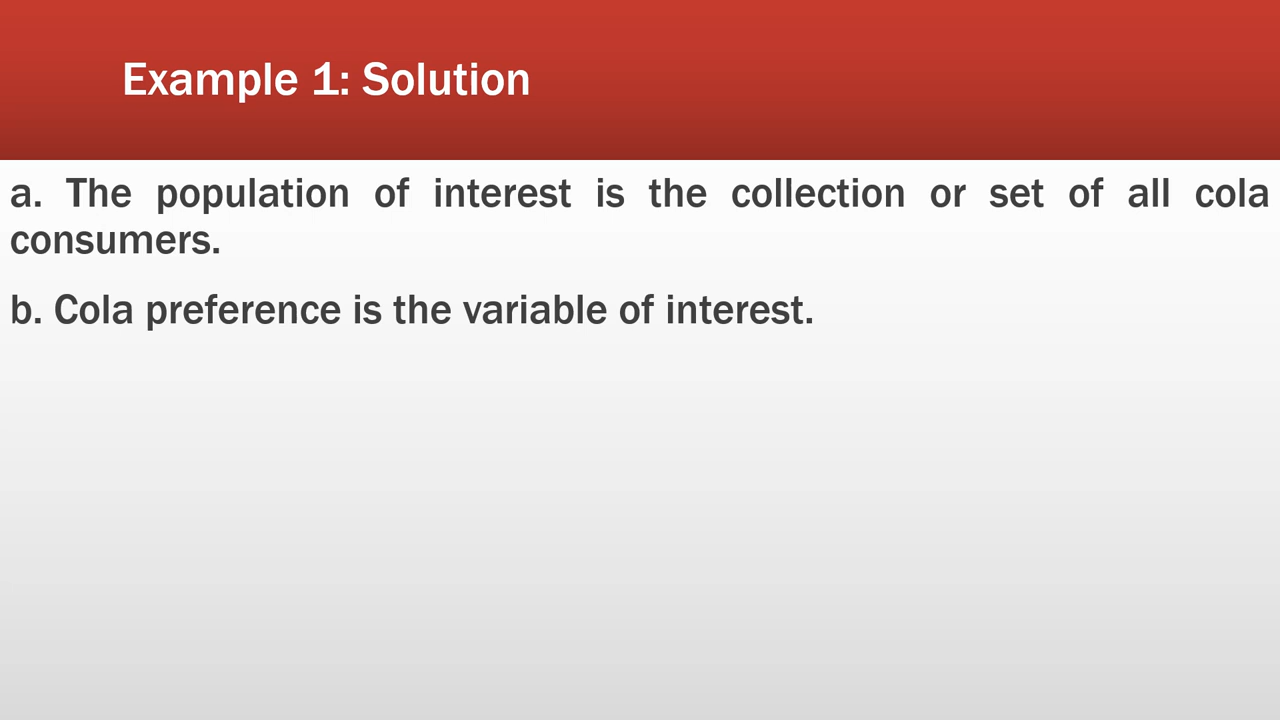 Example 1: Solution
a. The population of interest is the collection or set of all cola
consumers.
b. Cola preference is the variable of interest.